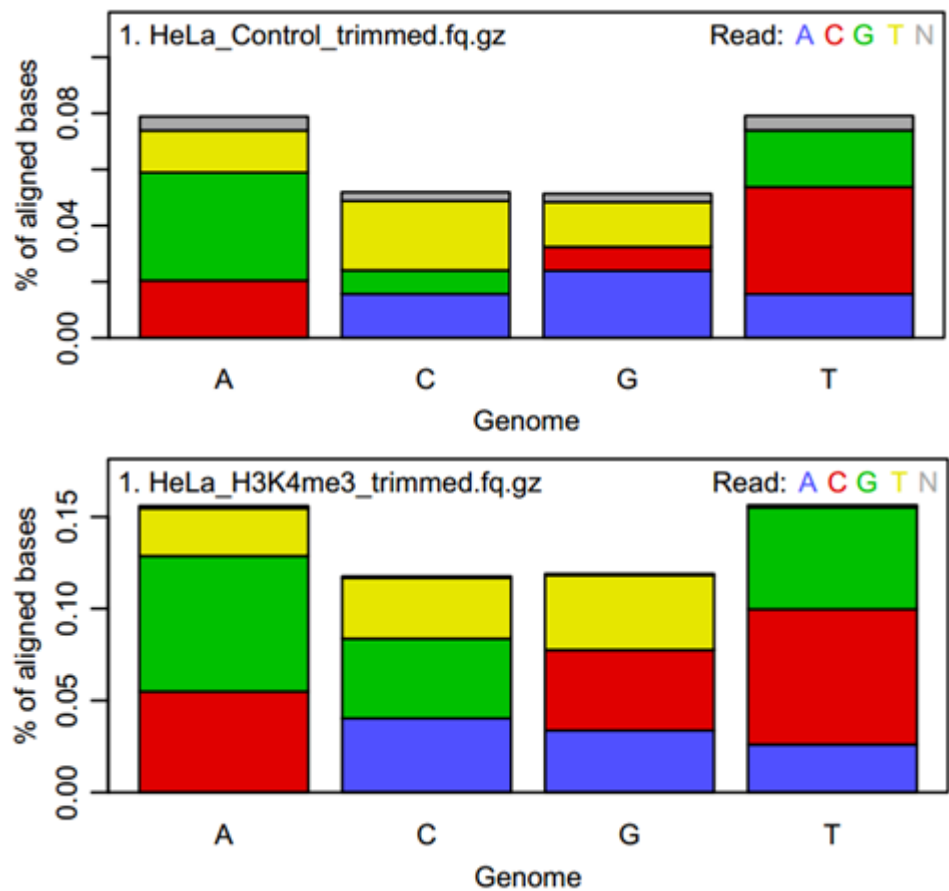 1. HeLa_Control_trimmed.fq.gz Read: A C G T N
% of aligned bases
0.08
0.04
0.00
A C G T
Genome
1. HeLa_H3K4me3_trimmed.fq.gz Read: A C G T N
% of aligned bases
0.15
0.10
0.05
0.00
A C G T
Genome